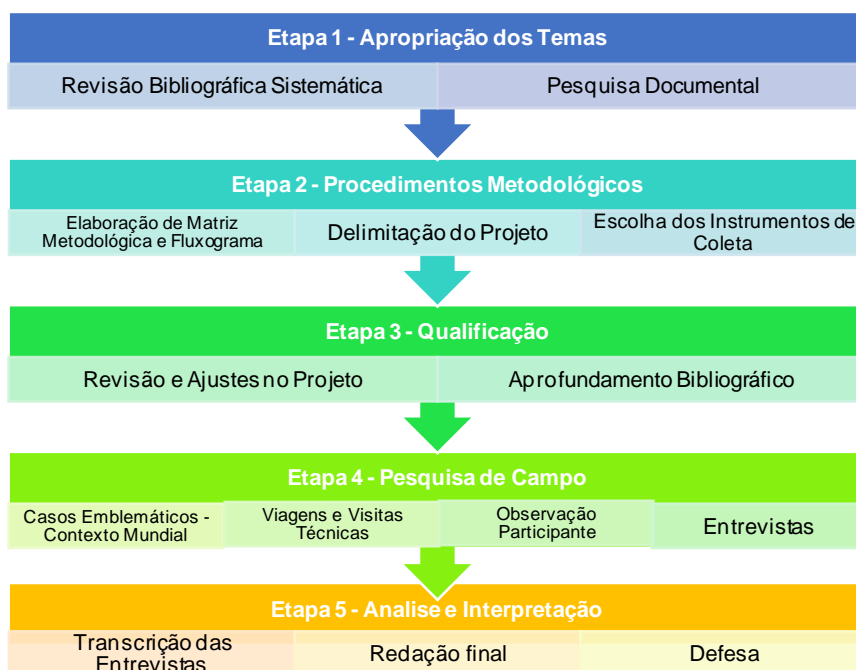 Etapa 1 - Apropriação dos Temas
Revisão Bibliográfica Sistemática
Pesquisa Documental
Etapa 2 - Procedimentos Metodológicos
Elaboração de Matriz
Metodológica e Fluxograma
Delimitação do Projeto
Escolha dos Instrumentos de
Coleta
Etapa 3 - Qualificação
Revisão e Ajustes no Projeto
Aprofundamento Bibliográfico
Etapa 4 - Pesquisa de Campo
Casos Emblemáticos -
Contexto Mundial
Viagens e Visitas
Técnicas
Observação
Participante
Entrevistas
Etapa 5 - Analise e Interpretação
Transcrição das
Entrevistas
Redação final
Defesa